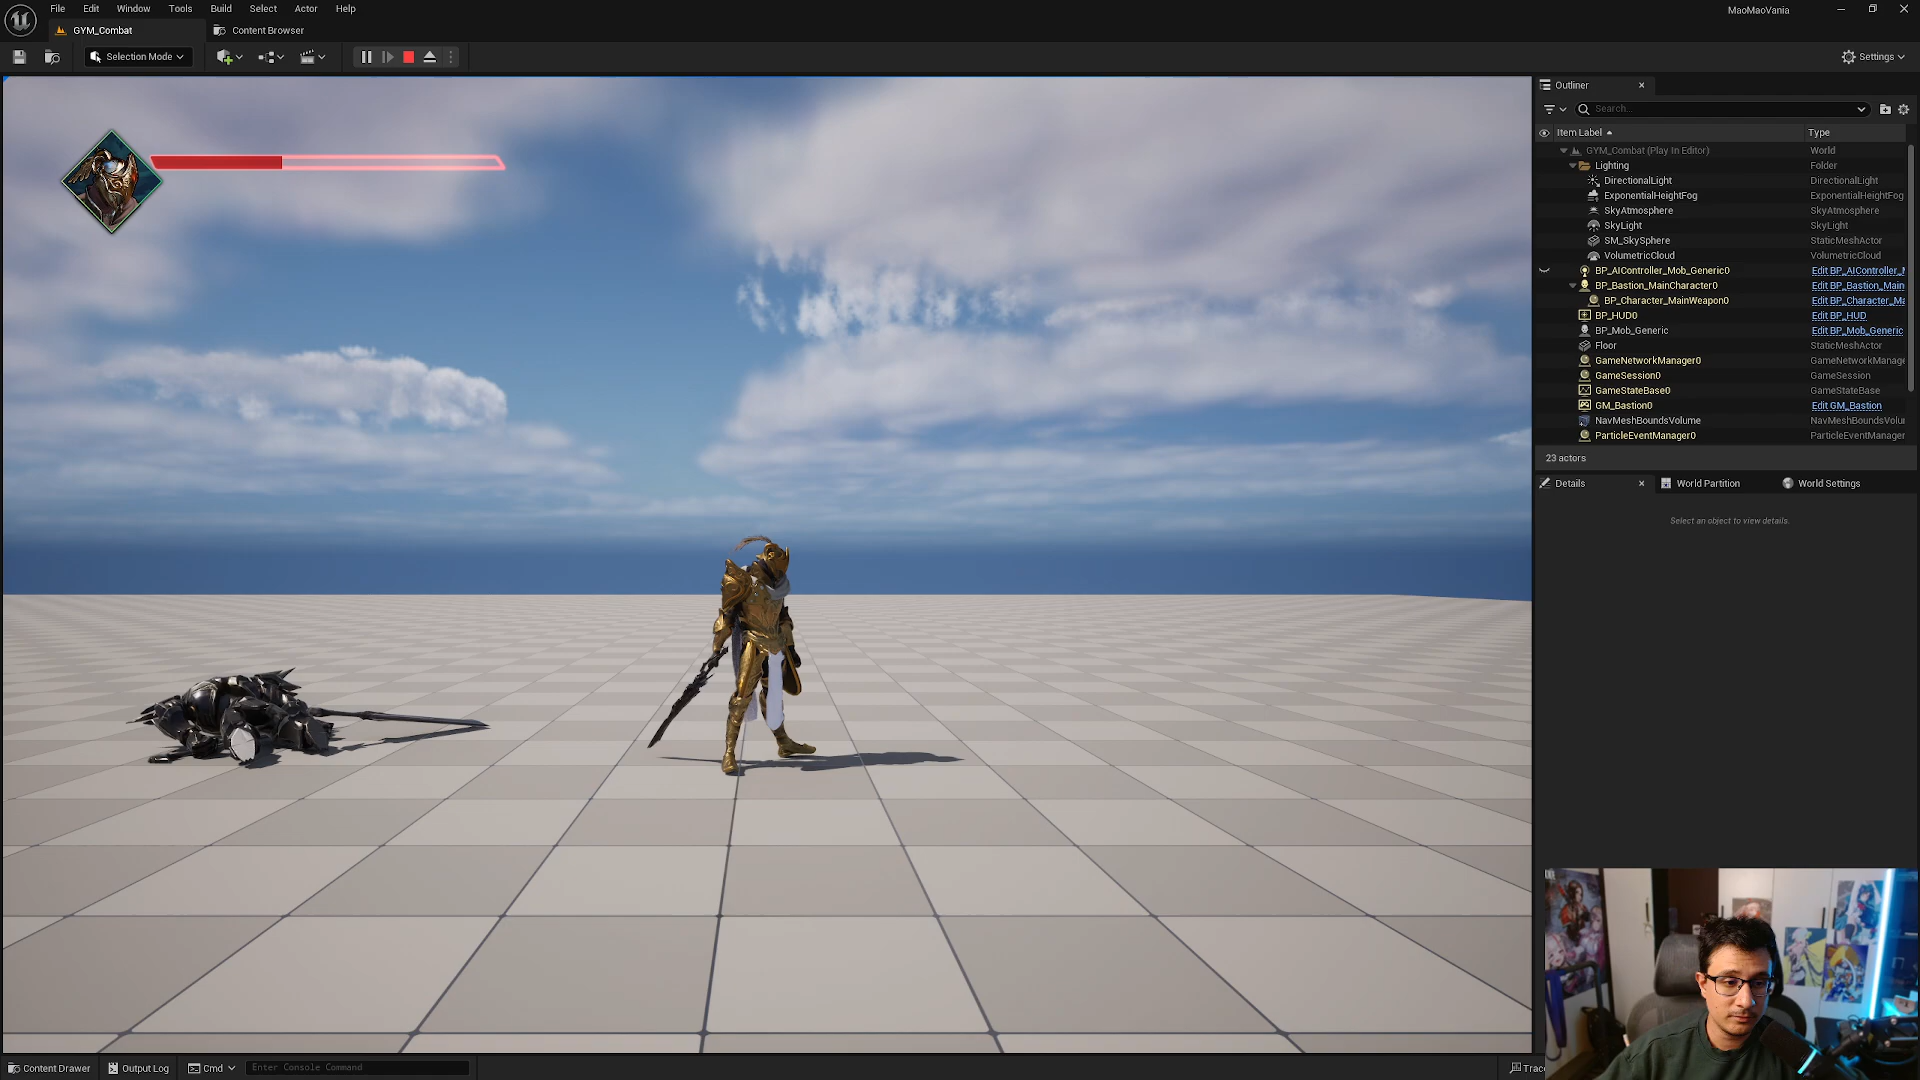 File Edit Window Tools Build Select Actor Help
MaoMaoVania
GYM_Combat
Content Browser
Selection Mode
Settings
Outliner
Search...
Item Label
Type
GYM_Combat (Play In Editor)
World
Lighting
Folder
DirectionalLight
DirectionalLight
ExponentialHeightFog
ExponentialHeightFog
SkyAtmosphere
SkyAtmosphere
SkyLight
SkyLight
SM_SkySphere
StaticMeshActor
VolumetricCloud
VolumetricCloud
BP_AIController_Mob_Generic0
Edit BP_AIController_
BP_Bastion_MainCharacter0
Edit BP_Bastion_Main
BP_Character_MainWeapon0
Edit BP_Character_Ma
BP_HUD0
Edit BP_HUD
BP_Mob_Generic
Edit BP_Mob_Generic
Floor
StaticMeshActor
GameNetworkManager0
GameNetworkManage
GameSession0
GameSession
GameStateBase0
GameStateBase
GM_Bastion0
Edit GM_Bastion
NavMeshBoundsVolume
NavMeshBoundsVolu
ParticleEventManager0
ParticleEventManager
23 actors
Details
World Partition
World Settings
Select an object to view details.
Content Drawer
Output Log
Cmd
Enter Console Command
Trace